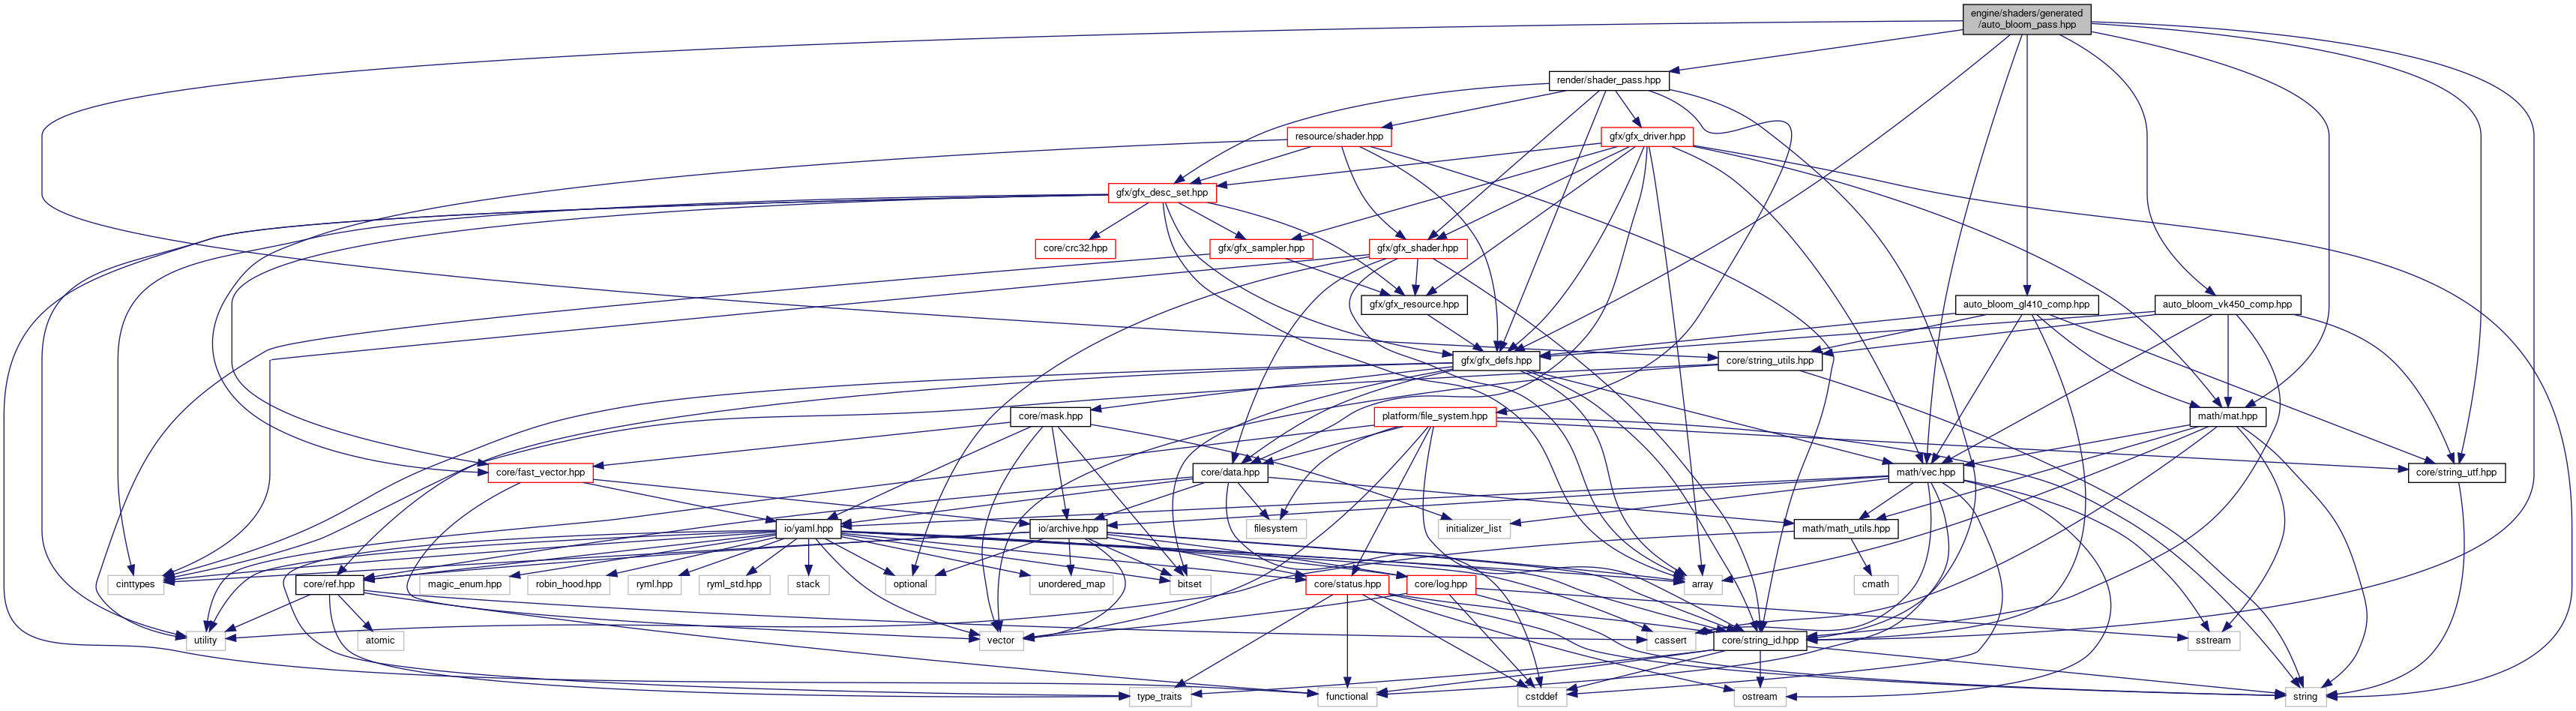 engine/shaders/generated
/auto_bloom_pass.hpp
render/shader_pass.hpp
resource/shader.hpp
gfx/gfx_driver.hpp
gfx/gfx_desc_set.hpp
core/crc32.hpp
gfx/gfx_sampler.hpp
gfx/gfx_shader.hpp
gfx/gfx_resource.hpp
auto_bloom_gl410_comp.hpp
auto_bloom_vk450_comp.hpp
gfx/gfx_defs.hpp
core/string_utils.hpp
core/mask.hpp
platform/file_system.hpp
math/mat.hpp
core/fast_vector.hpp
core/data.hpp
math/vec.hpp
core/string_utf.hpp
io/yaml.hpp
io/archive.hpp
filesystem
initializer_list
math/math_utils.hpp
cinttypes
core/ref.hpp
magic_enum.hpp
robin_hood.hpp
ryml.hpp
ryml_std.hpp
stack
optional
unordered_map
bitset
core/status.hpp
core/log.hpp
array
cmath
utility
atomic
vector
cassert
core/string_id.hpp
sstream
type_traits
functional
cstddef
ostream
string